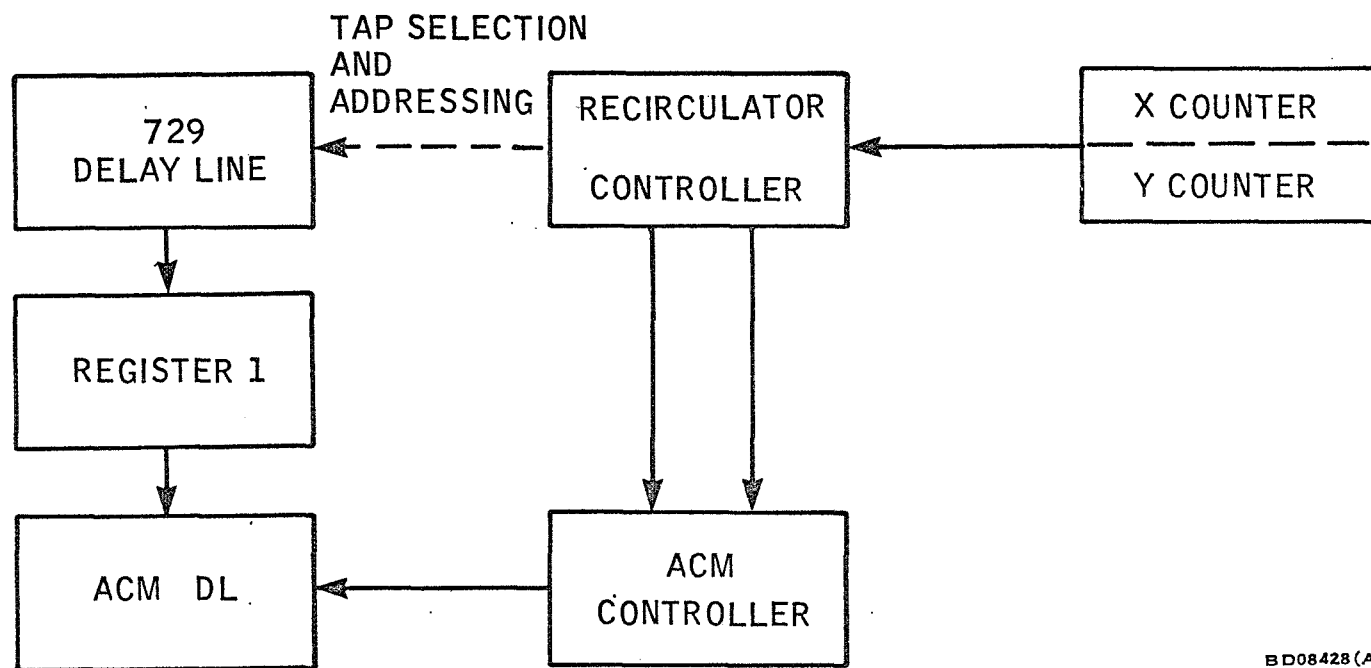 TAP SELECTION
AND
ADDRESSING
729
DELAY LINE
RECIRCULATOR
CONTROLLER
X COUNTER
Y COUNTER
REGISTER 1
ACM DL
ACM
CONTROLLER
BD08428(A